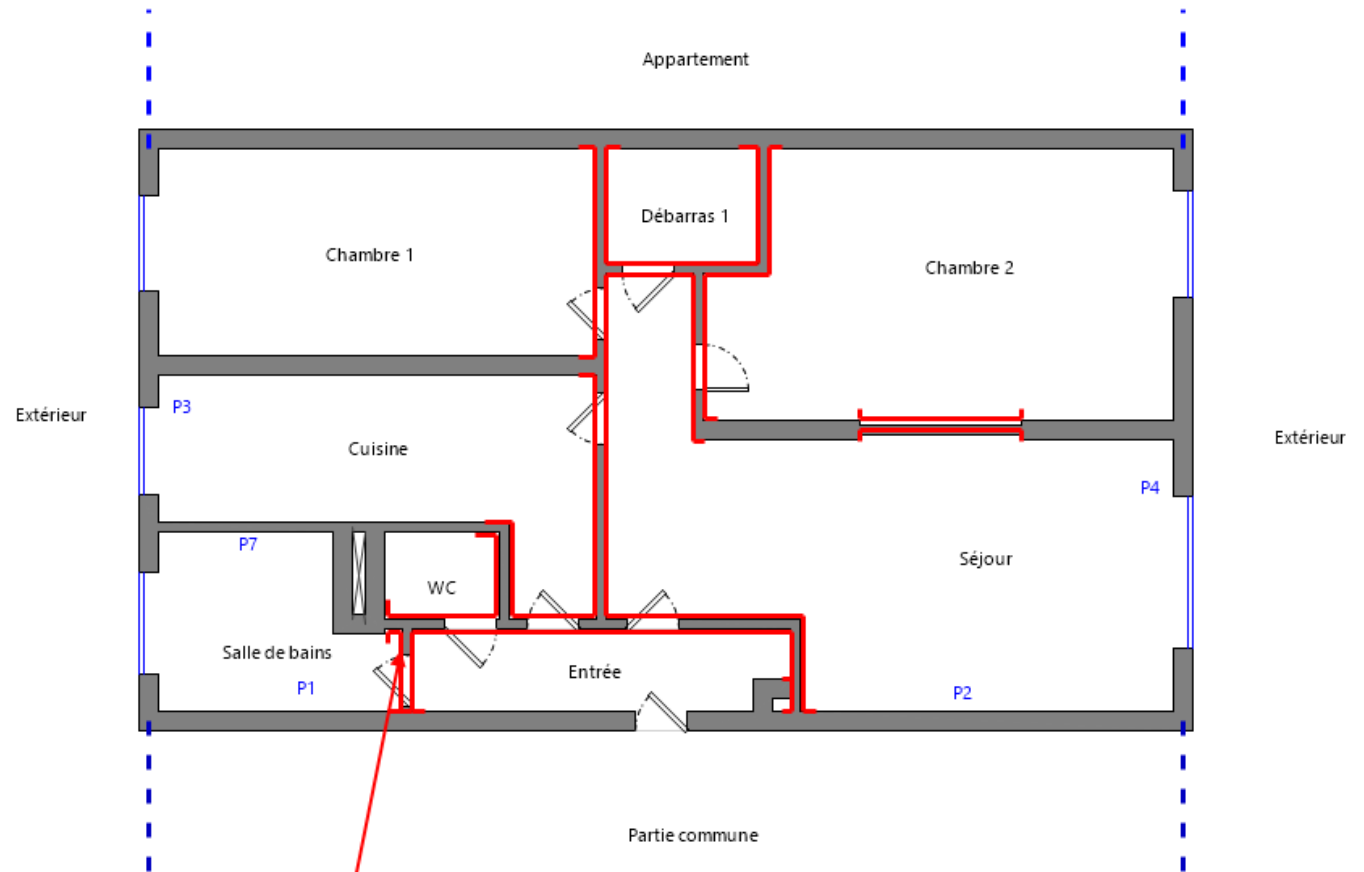 Appartement
Débarras 1
Chambre 1
Chambre 2
P3
Extérieur
Extérieur
Cuisine
P4
P7
Séjour
WC
Salle de bains
Entrée
P1
P2
Partie commune